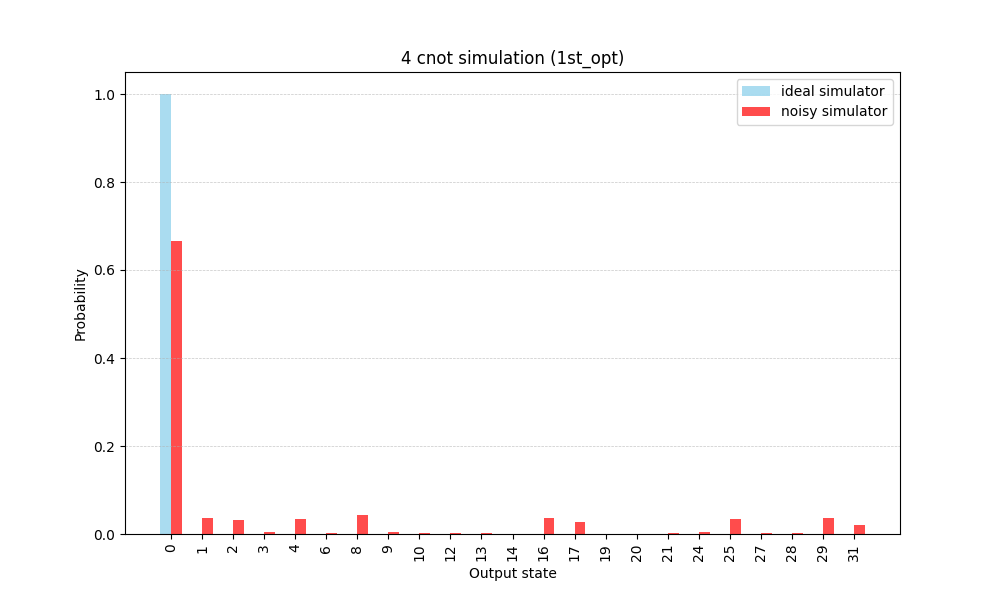 4 cnot simulation (1st_opt)
ideal simulator
noisy simulator
1.0
0.8
0.6
0.4
0.2
0.0
Probability
0 1 2 3 4 6 8 9 10 12 13 14 16 17 19 20 21 24 25 27 28 29 31
Output state